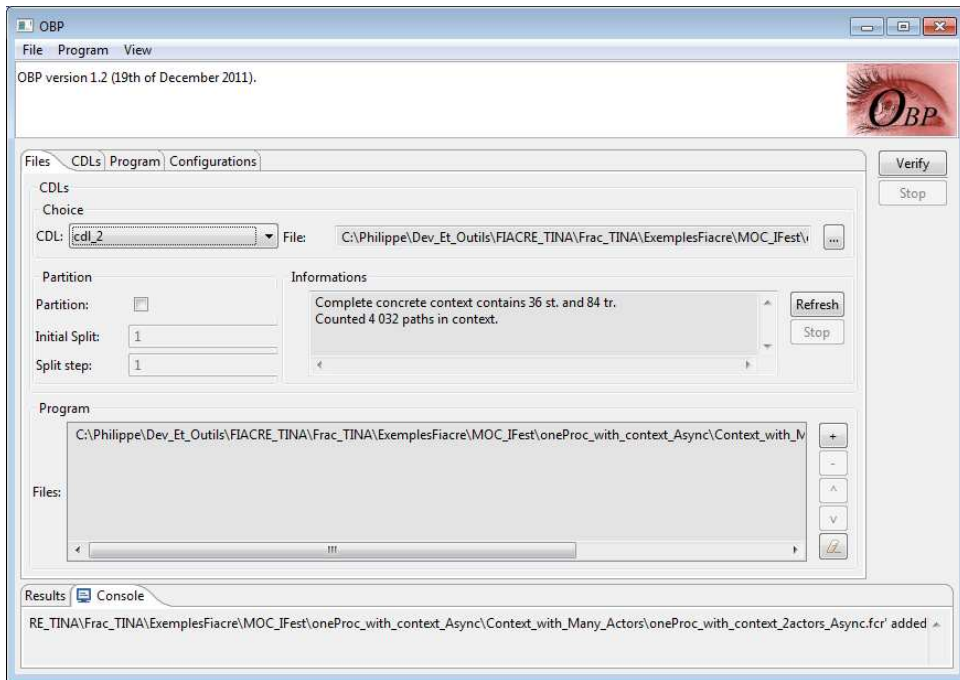 OBP
File Program View
OBP version 1.2 (19th of December 2011).
OBP
Files CDLs Program Configurations
Verify
Stop
CDLs
Choice
CDL: cdl_2 File: C:\Philippe\Dev_Et_Outils\FIACRE_TINA\Frac_TINA\ExemplesFiacre\MOC_IFest\ ...
Partition
Informations
Partition:
Complete concrete context contains 36 st. and 84 tr.
Counted 4 032 paths in context.
Refresh
Initial Split: 1
Stop
Split step: 1
Program
C:\Philippe\Dev_Et_Outils\FIACRE_TINA\Frac_TINA\ExemplesFiacre\MOC_IFest\oneProc_with_context_Async\Context_with_M
+
-
Files:
^
v
Results Console
RE_TINA\Frac_TINA\ExemplesFiacre\MOC_IFest\oneProc_with_context_Async\Context_with_Many_Actors\oneProc_with_context_2actors_Async.fcr' added